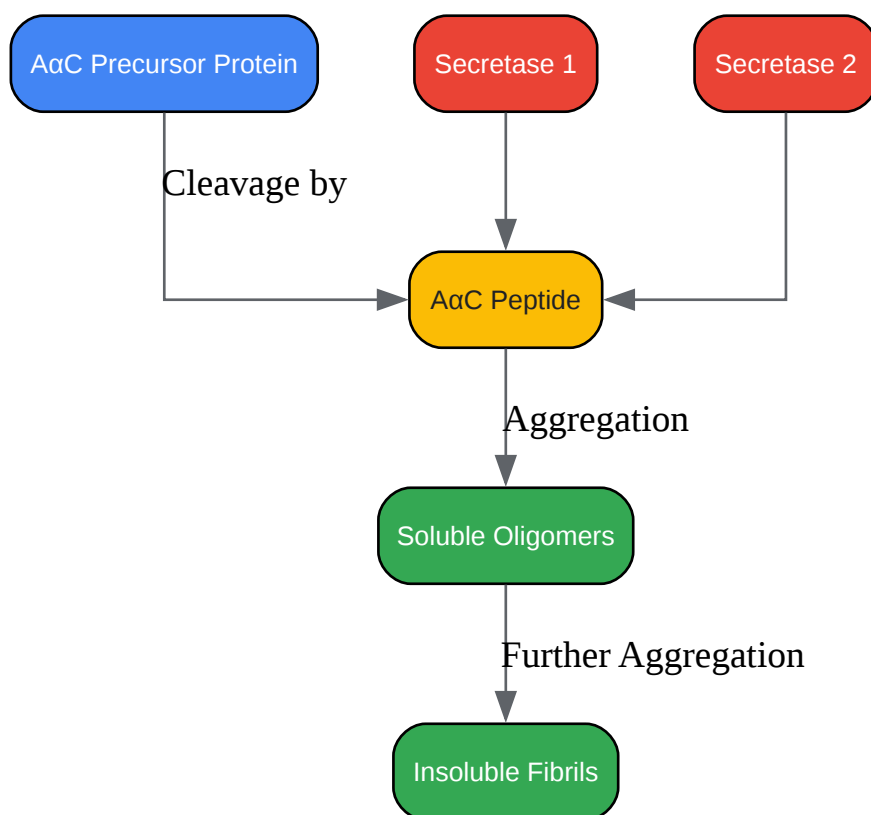 AαC Precursor Protein
Secretase 1
Secretase 2
Cleavage by
AαC Peptide
Aggregation
Soluble Oligomers
Further Aggregation
Insoluble Fibrils